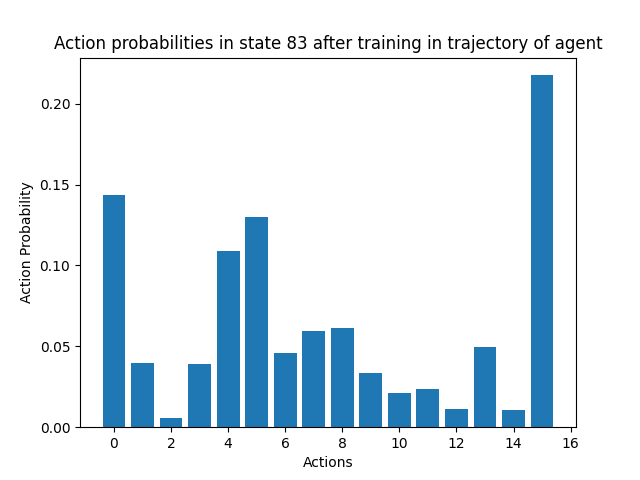 Action probabilities in state 83 after training in trajectory of agent
0.20
0.15
0.10
0.05
0.00
Action Probability
0 2 4 6 8 10 12 14 16
Actions